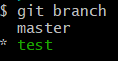 $ git branch
  master
* test